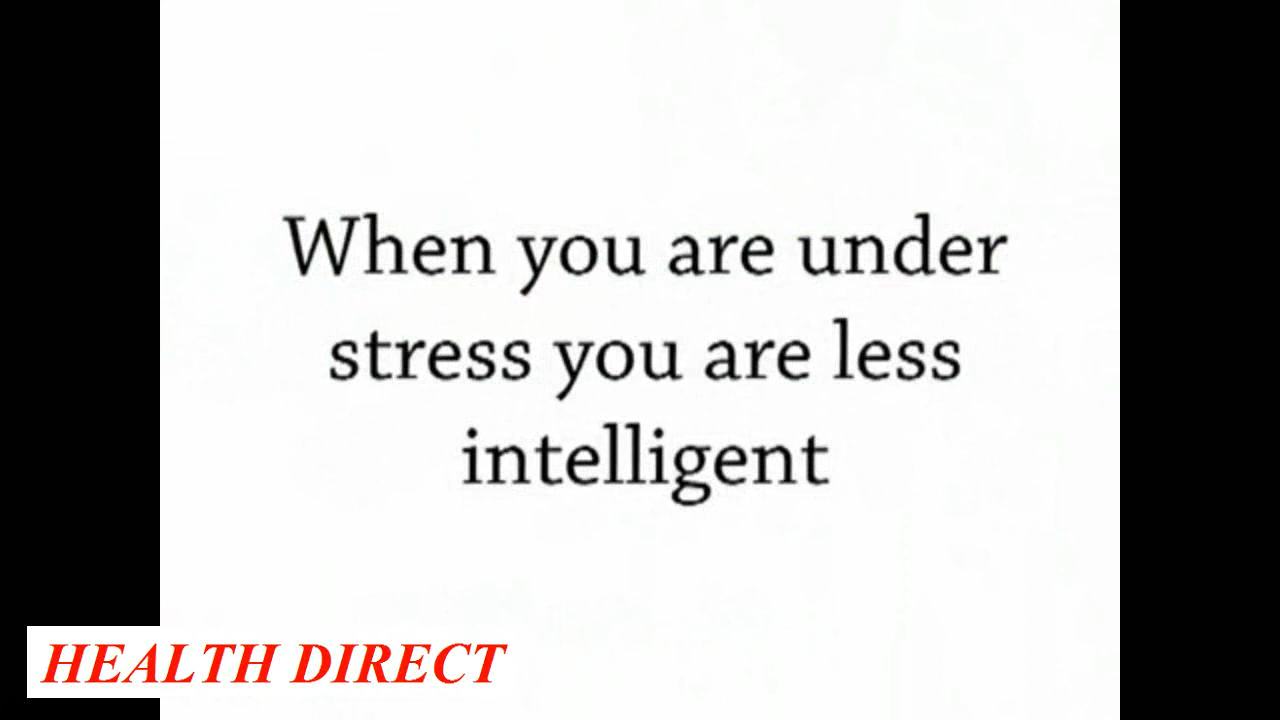 When you are under
stress you are less
intelligent
HEALTH DIRECT